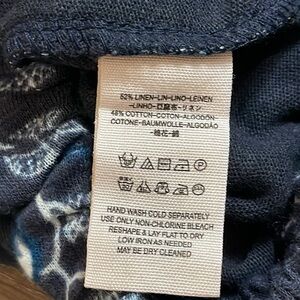 52% LINEN-LIN-LINO-LEINEN
-LINHO-亞麻布-リネン
48% COTTON-COTON-ALGODÓN
COTONE-BAUMWOLLE-ALGODÃO
-棉花-綿
HAND WASH COLD SEPARATELY
USE ONLY NON-CHLORINE BLEACH
RESHAPE & LAY FLAT TO DRY
LOW IRON AS NEEDED
MAY BE DRY CLEANED